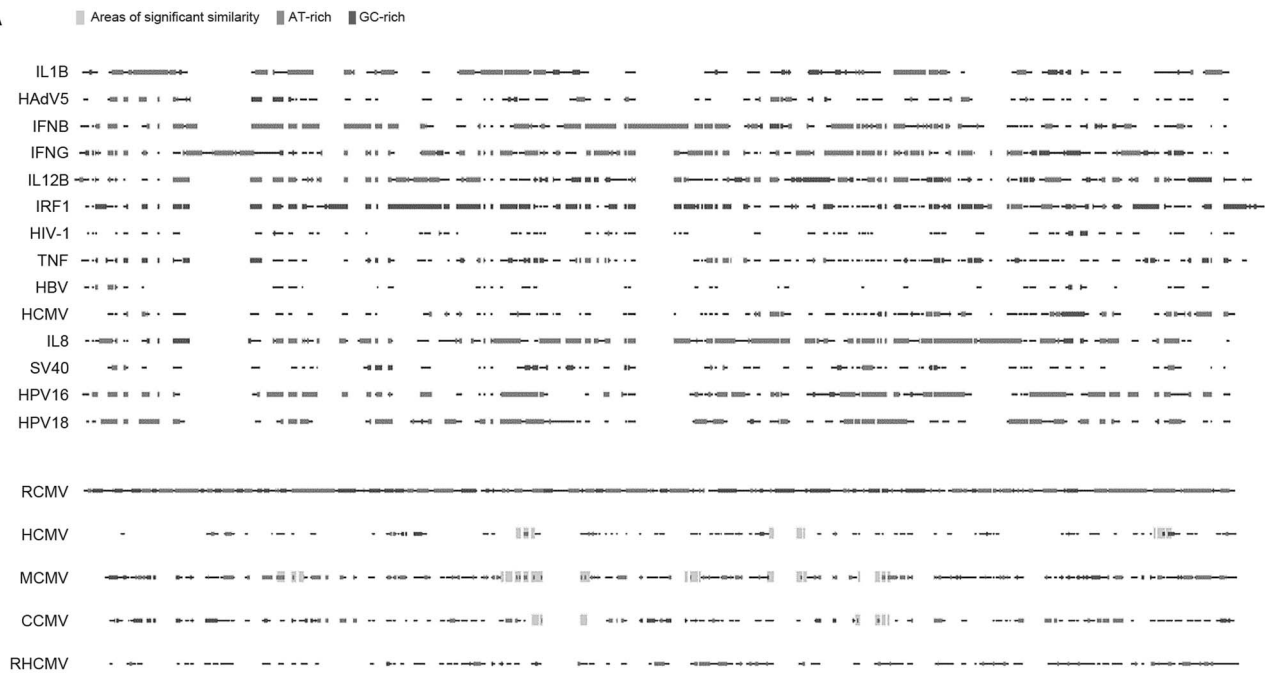 A
Areas of significant similarity AT-rich GC-rich
IL1B
HAdV5
IFNB
IFNG
IL12B
IRF1
HIV-1
TNF
HBV
HCMV
IL8
SV40
HPV16
HPV18
RCMV
HCMV
MCMV
CCMV
RHCMV